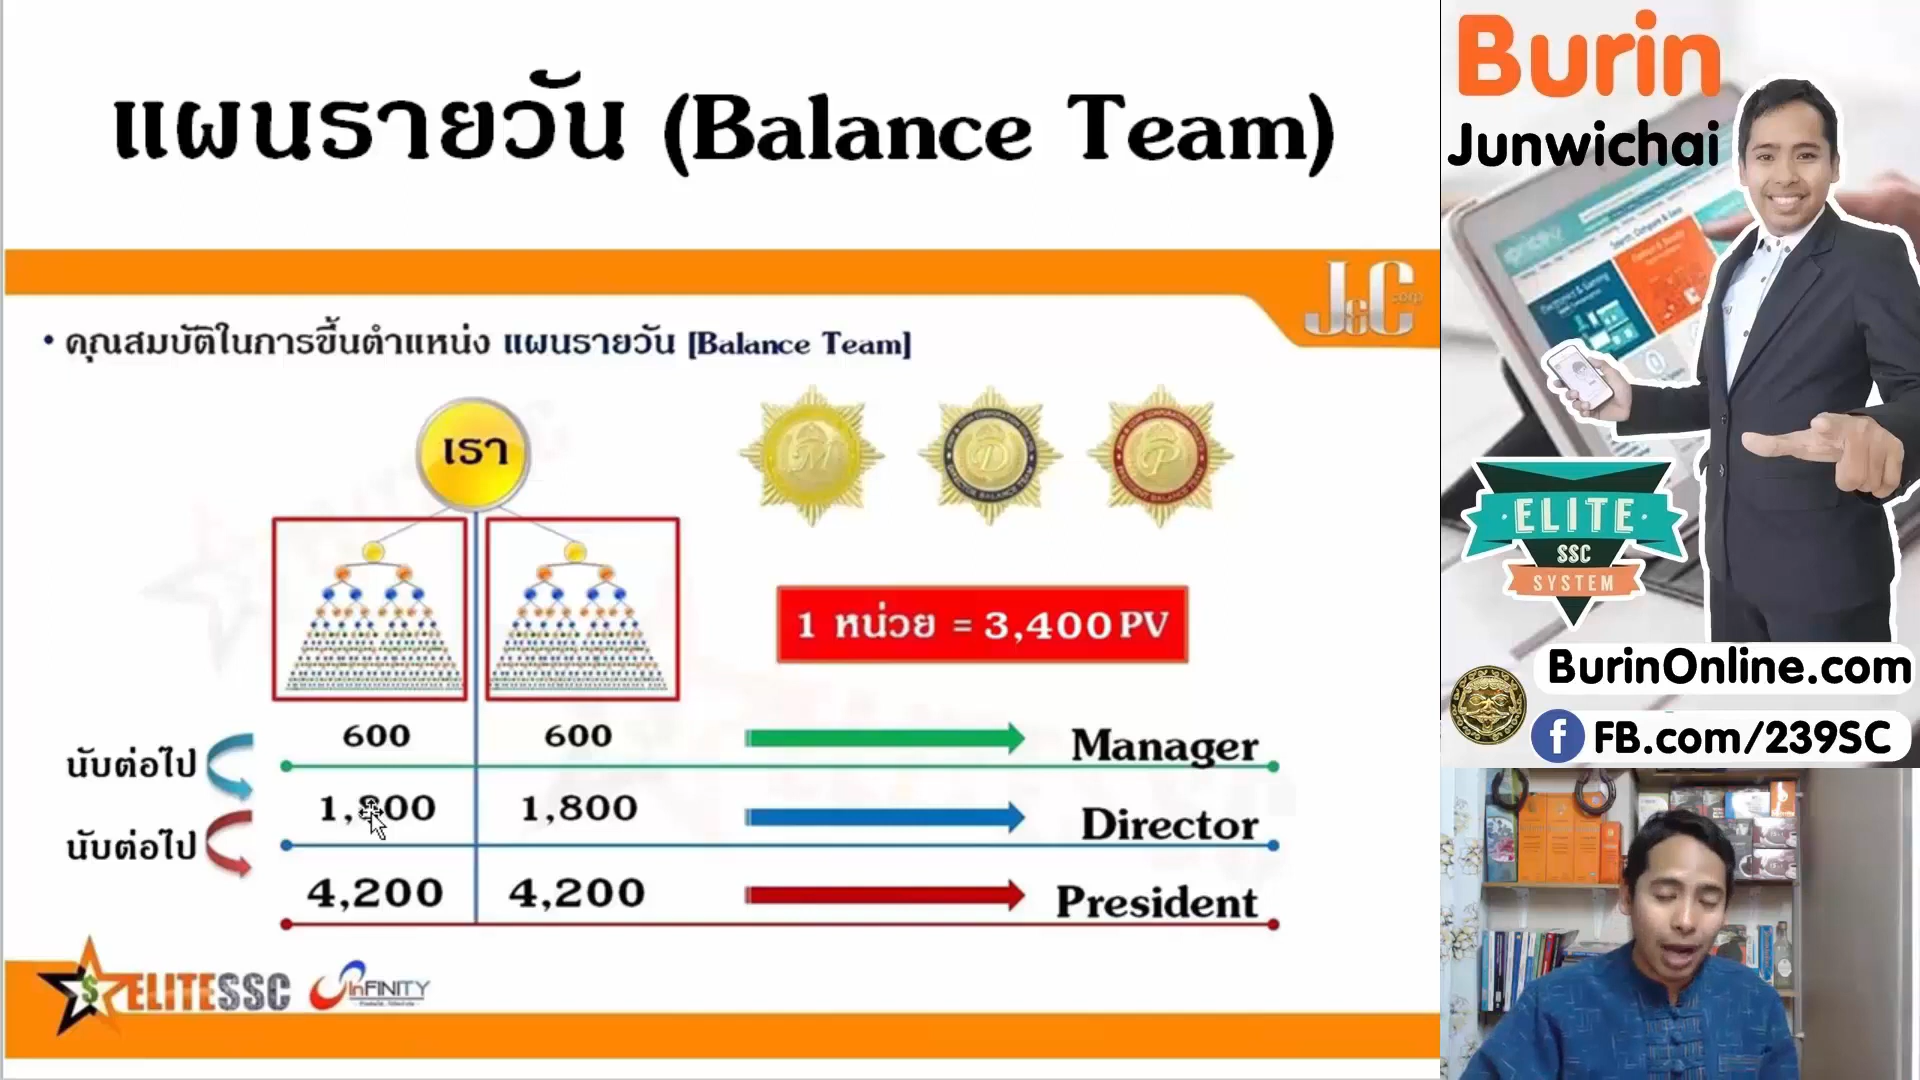 แผนรายวัน (Balance Team)
J&C
corp
• คุณสมบัติในการขึ้นตำแหน่ง แผนรายวัน [Balance Team]
เรา
M
D
P
1 หน่วย = 3,400 PV
600 600 Manager
นับต่อไป
1,800 1,800 Director
นับต่อไป
4,200 4,200 President
$ ELITESSC
InFINITY
Burin
Junwichai
ELITE
SSC
SYSTEM
BurinOnline.com
f FB.com/239SC